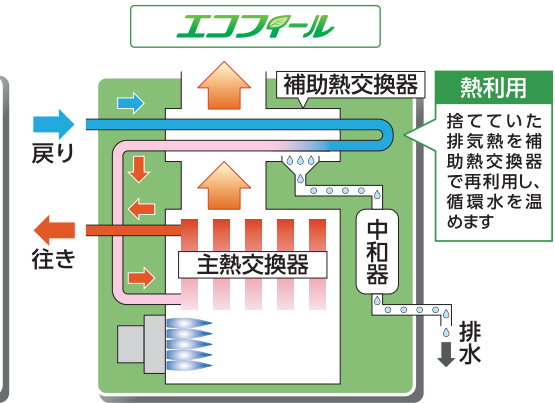 エコフィール
補助熱交換器
熱利用
捨てていた
排気熱を補
助熱交換器
で再利用し、
循環水を温
めます
戻り
往き
主熱交換器
中和器
排水